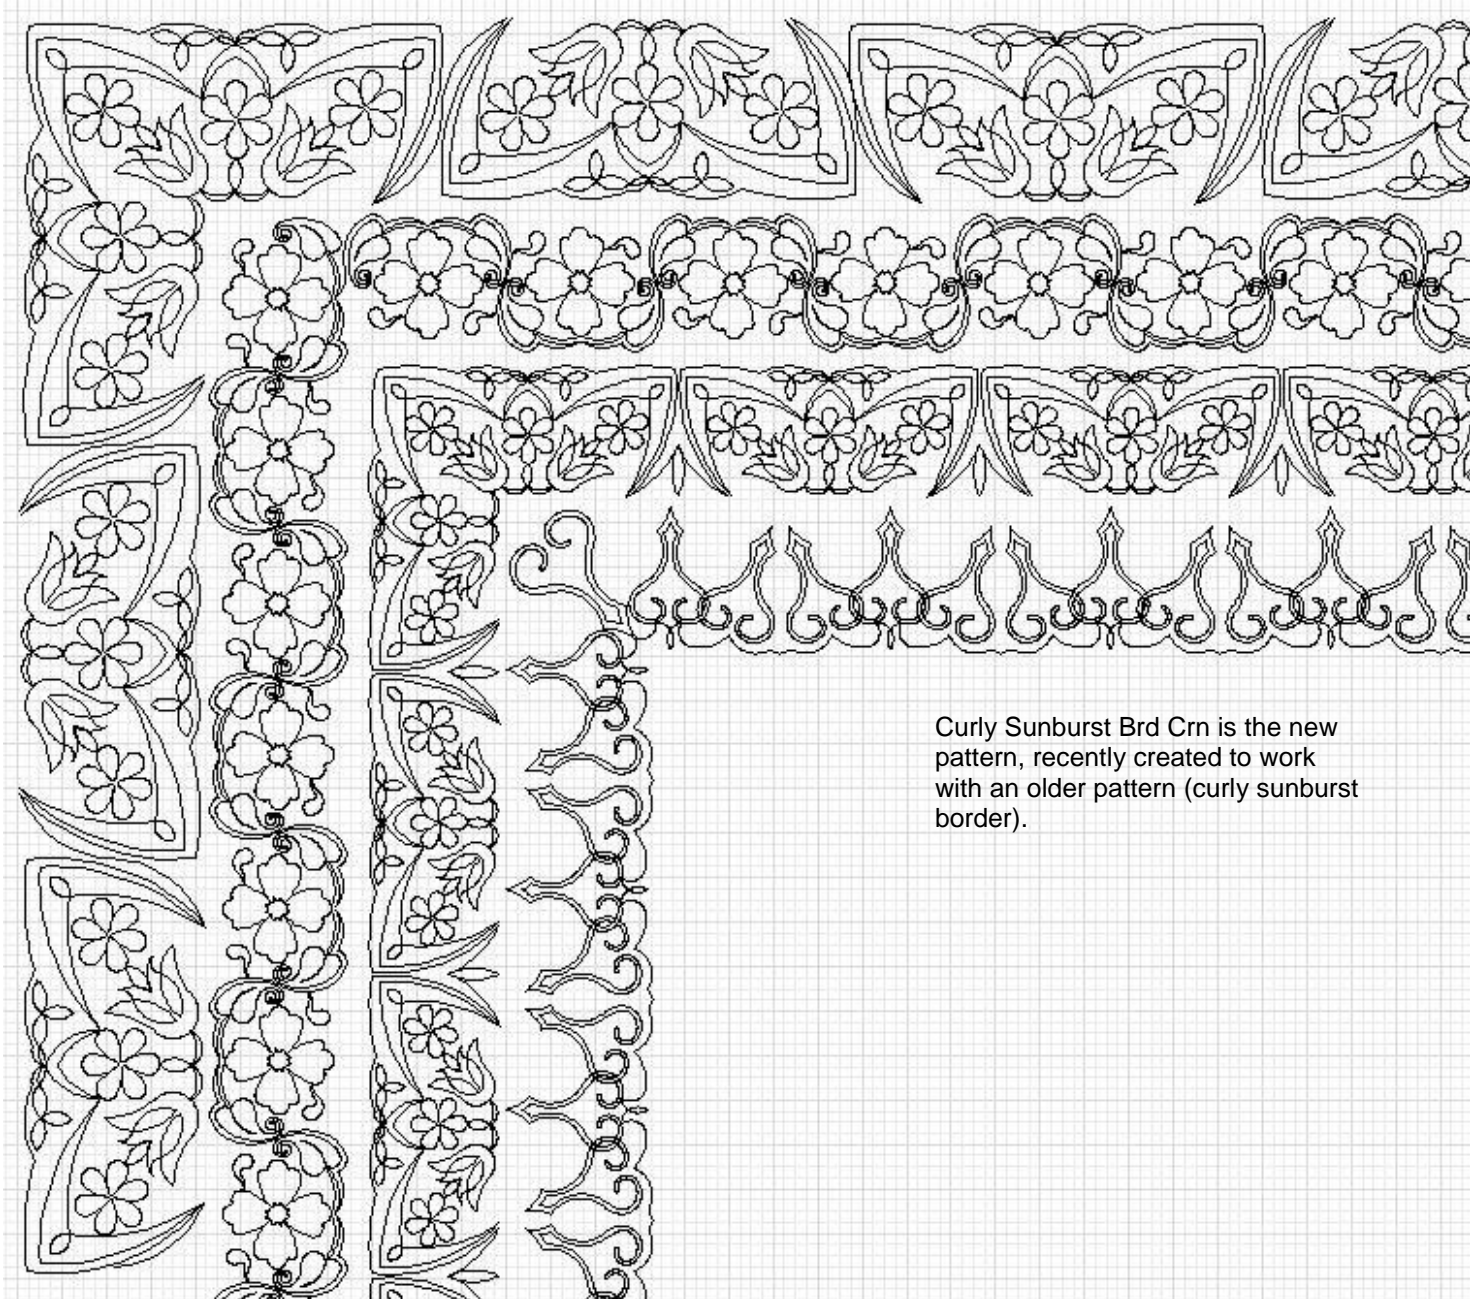 Curly Sunburst Brd Crn is the new
pattern, recently created to work
with an older pattern (curly sunburst
border).